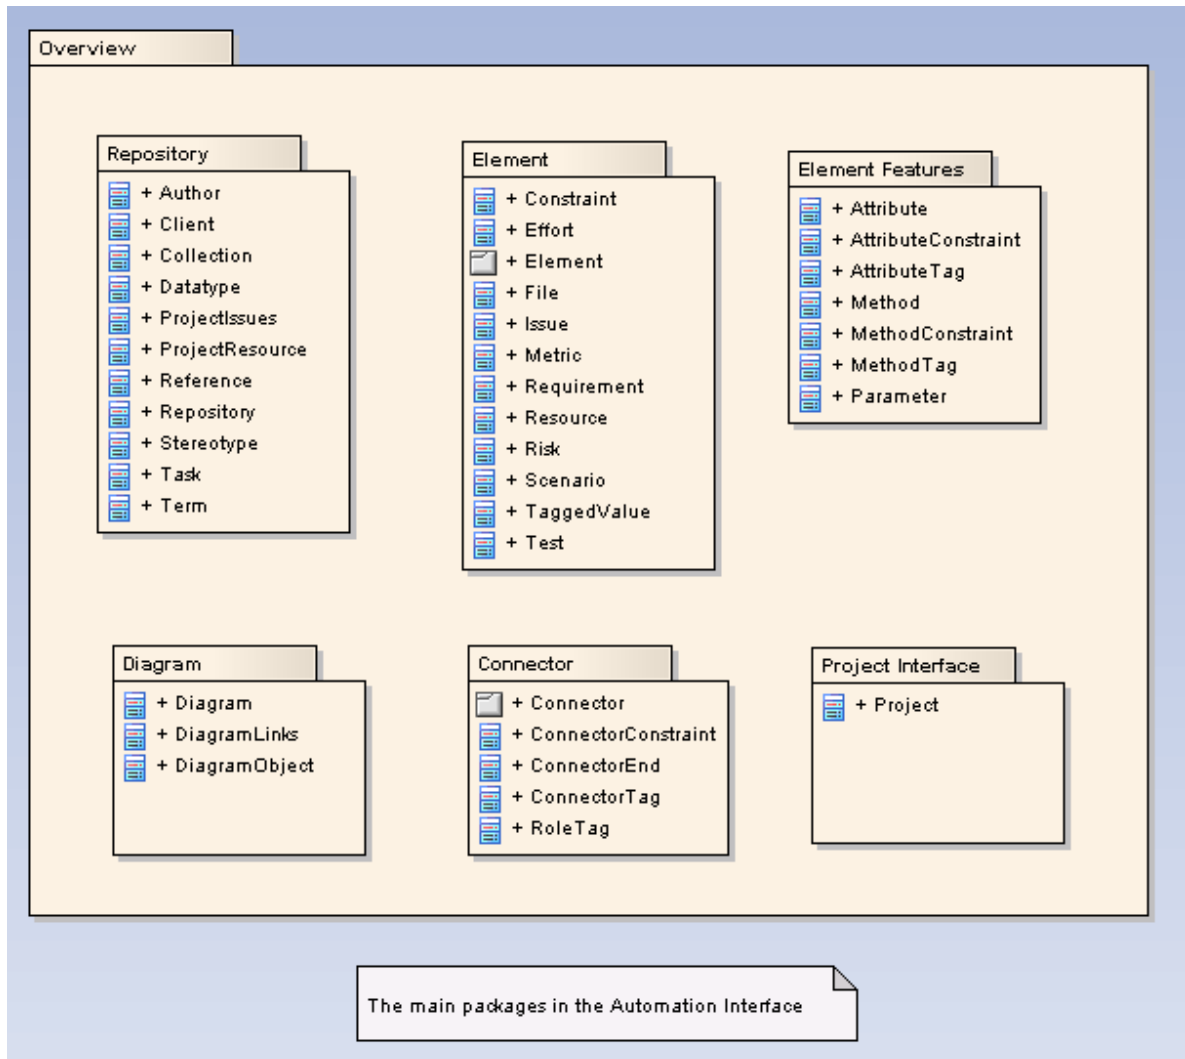 Overview
Repository
+ Author
+ Client
+ Collection
+ Datatype
+ ProjectIssues
+ ProjectResource
+ Reference
+ Repository
+ Stereotype
+ Task
+ Term
Element
+ Constraint
+ Effort
+ Element
+ File
+ Issue
+ Metric
+ Requirement
+ Resource
+ Risk
+ Scenario
+ TaggedValue
+ Test
Element Features
+ Attribute
+ AttributeConstraint
+ AttributeTag
+ Method
+ MethodConstraint
+ MethodTag
+ Parameter
Diagram
+ Diagram
+ DiagramLinks
+ DiagramObject
Connector
+ Connector
+ ConnectorConstraint
+ ConnectorEnd
+ ConnectorTag
+ RoleTag
Project Interface
+ Project
The main packages in the Automation Interface